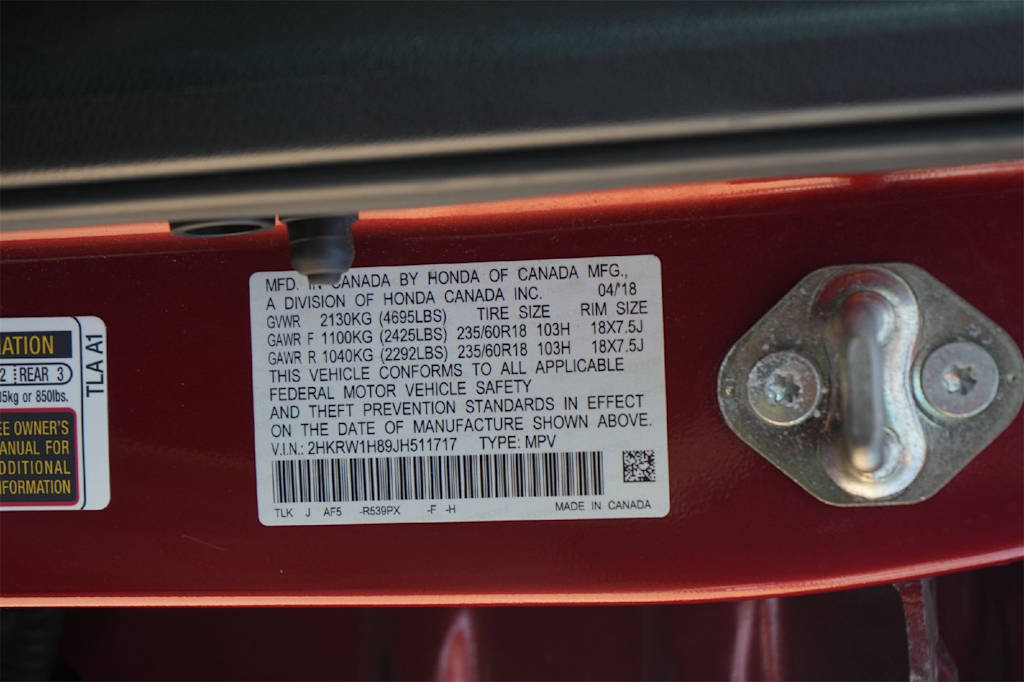 MFD. IN CANADA BY HONDA OF CANADA MFG.,
A DIVISION OF HONDA CANADA INC. 04/'18
GVWR 2130KG (4695LBS) TIRE SIZE RIM SIZE
GAWR F 1100KG (2425LBS) 235/60R18 103H 18X7.5J
GAWR R 1040KG (2292LBS) 235/60R18 103H 18X7.5J
THIS VEHICLE CONFORMS TO ALL APPLICABLE
FEDERAL MOTOR VEHICLE SAFETY
AND THEFT PREVENTION STANDARDS IN EFFECT
ON THE DATE OF MANUFACTURE SHOWN ABOVE.
V.I.N.: 2HKRW1H89JH511717 TYPE: MPV
TLK J AF5 -R539PX -F -H MADE IN CANADA
ATION
2 REAR 3
5kg or 850lbs.
EE OWNER'S
ANUAL FOR
DDITIONAL
NFORMATION
TLA A1